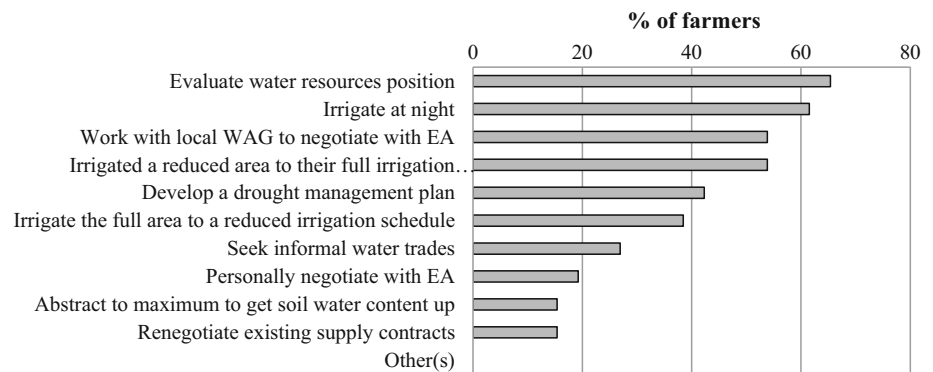 % of farmers
0 20 40 60 80
Evaluate water resources position
Irrigate at night
Work with local WAG to negotiate with EA
Irrigated a reduced area to their full irrigation…
Develop a drought management plan
Irrigate the full area to a reduced irrigation schedule
Seek informal water trades
Personally negotiate with EA
Abstract to maximum to get soil water content up
Renegotiate existing supply contracts
Other(s)